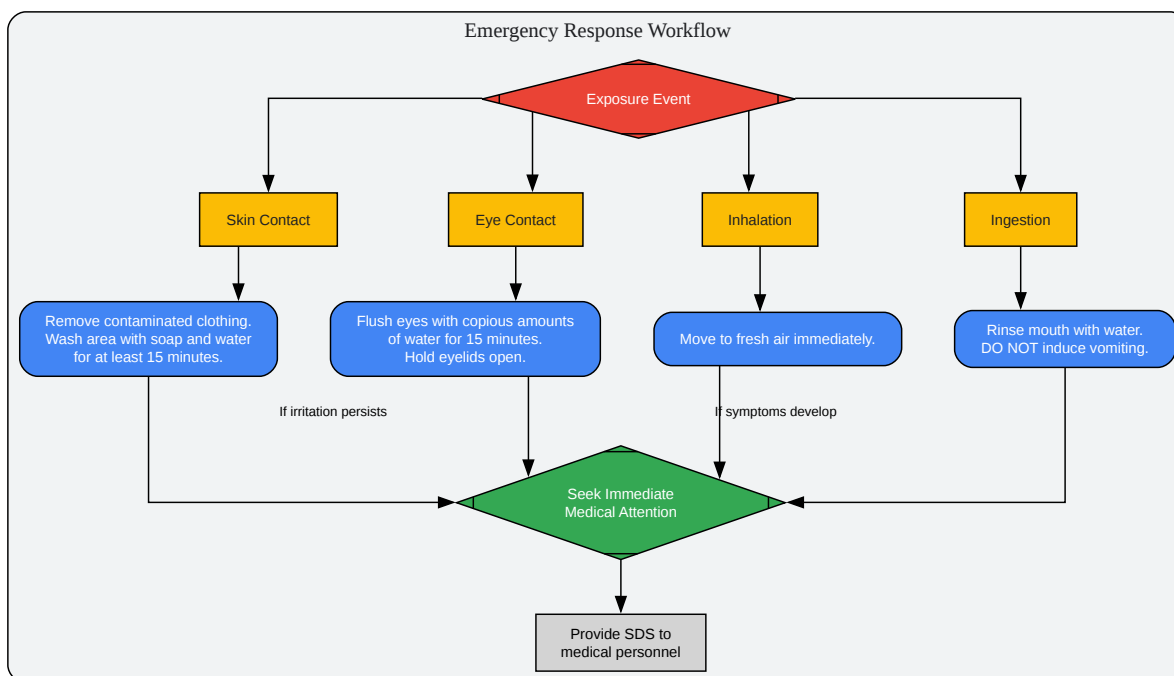 Emergency Response Workflow
Exposure Event
Skin Contact
Eye Contact
Inhalation
Ingestion
Remove contaminated clothing.
Wash area with soap and water
for at least 15 minutes.
Flush eyes with copious amounts
of water for 15 minutes.
Hold eyelids open.
Move to fresh air immediately.
Rinse mouth with water.
DO NOT induce vomiting.
If irritation persists
If symptoms develop
Seek Immediate
Medical Attention
Provide SDS to
medical personnel